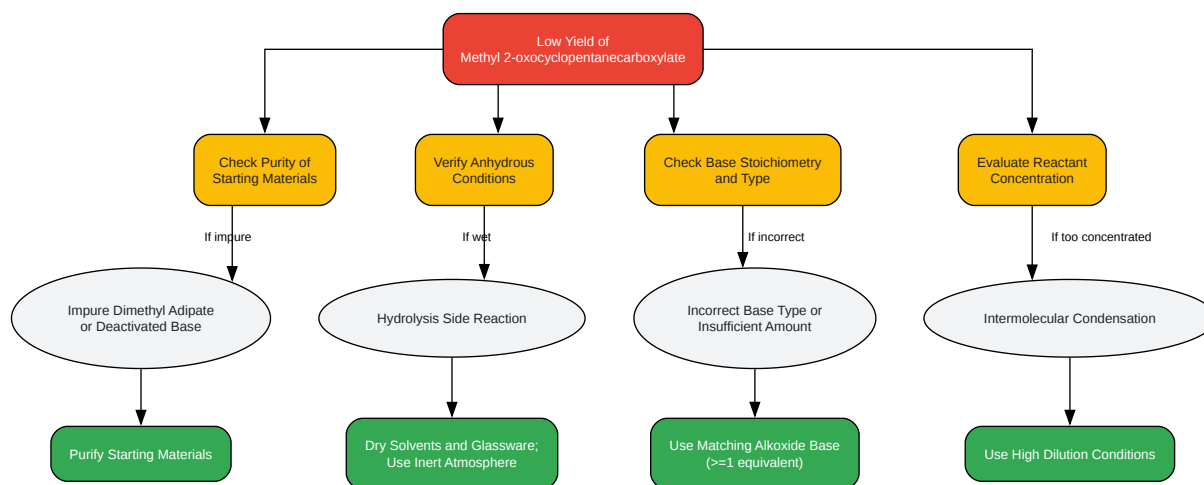 Low Yield of
Methyl 2-oxocyclopentanecarboxylate
Check Purity of
Starting Materials
Verify Anhydrous
Conditions
Check Base Stoichiometry
and Type
Evaluate Reactant
Concentration
If impure
If wet
If incorrect
If too concentrated
Impure Dimethyl Adipate
or Deactivated Base
Hydrolysis Side Reaction
Incorrect Base Type or
Insufficient Amount
Intermolecular Condensation
Purify Starting Materials
Dry Solvents and Glassware;
Use Inert Atmosphere
Use Matching Alkoxide Base
(>=1 equivalent)
Use High Dilution Conditions